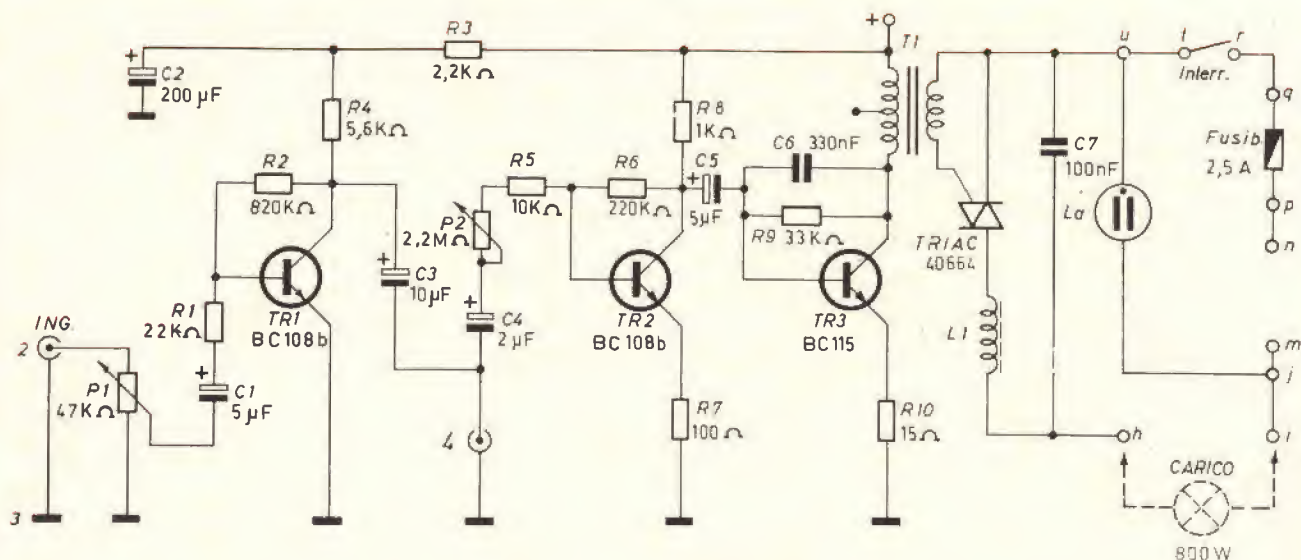 +
C2
200 µF
R3
2,2KΩ
R4
5,6KΩ
R2
820KΩ
R1
22KΩ
C1
5µF
ING.
2
P1
47KΩ
3
TR1
BC108b
C3
10µF
P2
2,2MΩ
C4
2µF
4
R5
10KΩ
R6
220KΩ
R8
1KΩ
C5
5µF
TR2
BC108b
R7
100Ω
C6 330nF
R9 33KΩ
TR3
BC115
R10
15Ω
+
T1
TRIAC
40664
L1
C7
100nF
La
u
t
r
Interr.
q
Fusib.
2,5 A
p
n
m
j
i
h
CARICO
800W